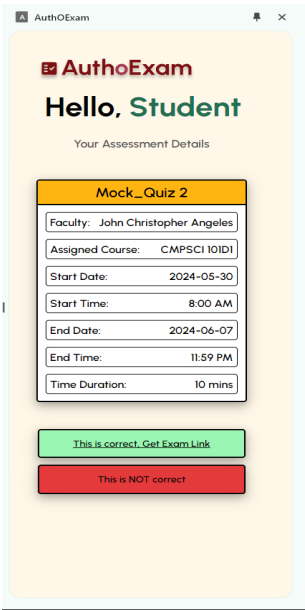 AuthOExam
AuthoExam
Hello, Student
Your Assessment Details
Mock_Quiz 2
Faculty: John Christopher Angeles
Assigned Course: CMPSCI 101D1
Start Date: 2024-05-30
Start Time: 8:00 AM
End Date: 2024-06-07
End Time: 11:59 PM
Time Duration: 10 mins
This is correct. Get Exam Link
This is NOT correct